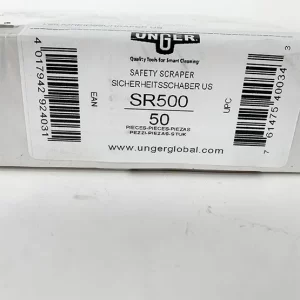 UNGER
Quality Tools for Smart Cleaning
SAFETY SCRAPER
SICHERHEITSSCHABER US
SR500
50
PIECES-PIECES-PIEZAS
PEZZI-PIEZAS-STUK
www.ungerglobal.com
4 017942 924031
EAN
UPC
7 61475 40034 3